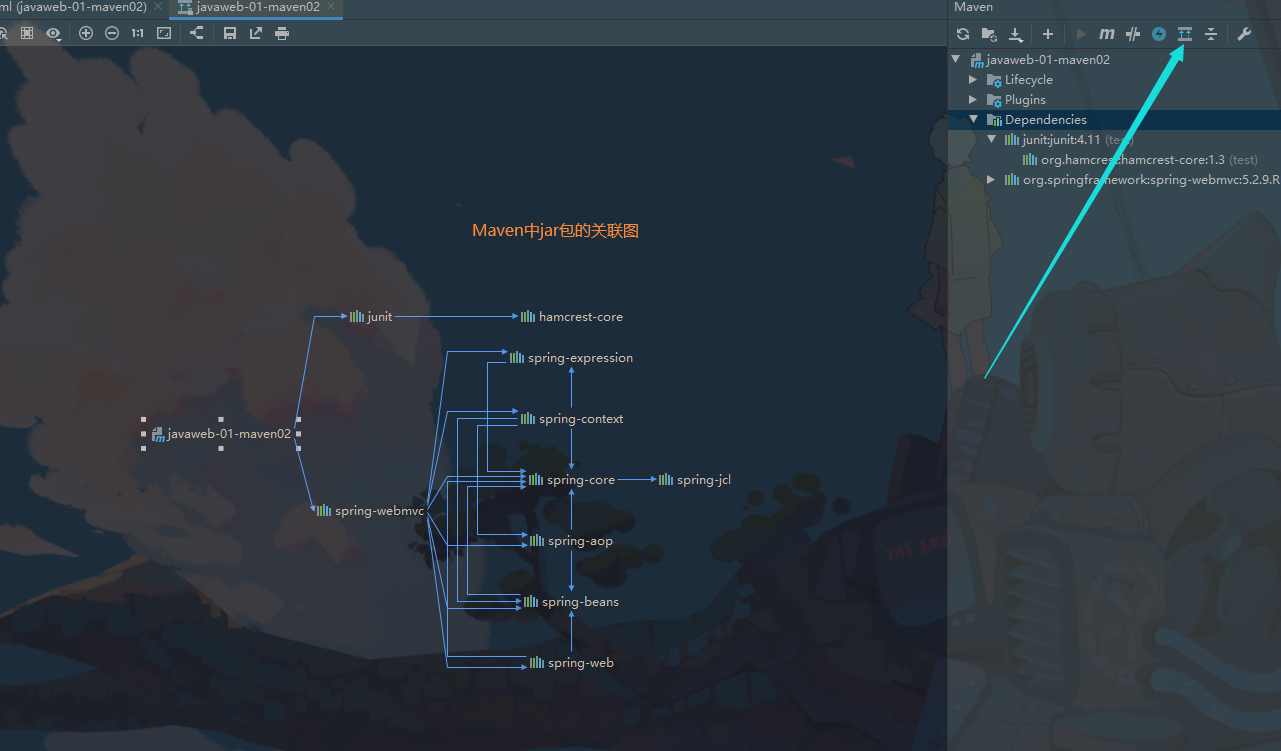 ml (javaweb-01-maven02)
javaweb-01-maven02
Maven
1:1
m
javaweb-01-maven02
Lifecycle
Plugins
Dependencies
junit:junit:4.11 (test)
org.hamcrest:hamcrest-core:1.3 (test)
org.springframework:spring-webmvc:5.2.9.R
Maven中jar包的关联图
junit
hamcrest-core
spring-expression
spring-context
javaweb-01-maven02
spring-core
spring-jcl
spring-webmvc
spring-aop
THE END
spring-beans
spring-web